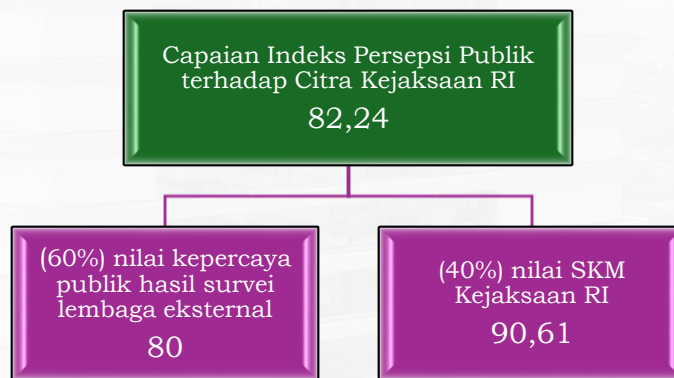 Capaian Indeks Persepsi Publik
terhadap Citra Kejaksaan RI
82,24
(60%) nilai kepercaya
publik hasil survei
lembaga eksternal
80
(40%) nilai SKM
Kejaksaan RI
90,61